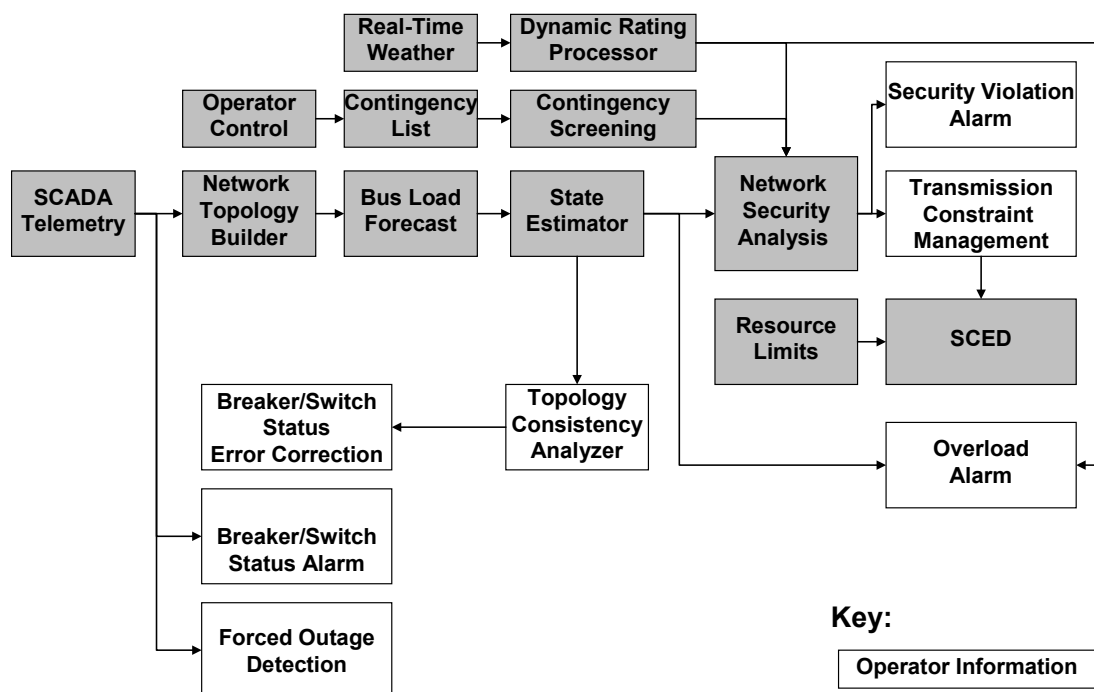 Real-Time
Weather
Dynamic Rating
Processor
Operator
Control
Contingency
List
Contingency
Screening
Security Violation
Alarm
SCADA
Telemetry
Network
Topology
Builder
Bus Load
Forecast
State
Estimator
Network
Security
Analysis
Transmission
Constraint
Management
Resource
Limits
SCED
Breaker/Switch
Status
Error Correction
Topology
Consistency
Analyzer
Overload
Alarm
Breaker/Switch
Status Alarm
Forced Outage
Detection
Key:
Operator Information